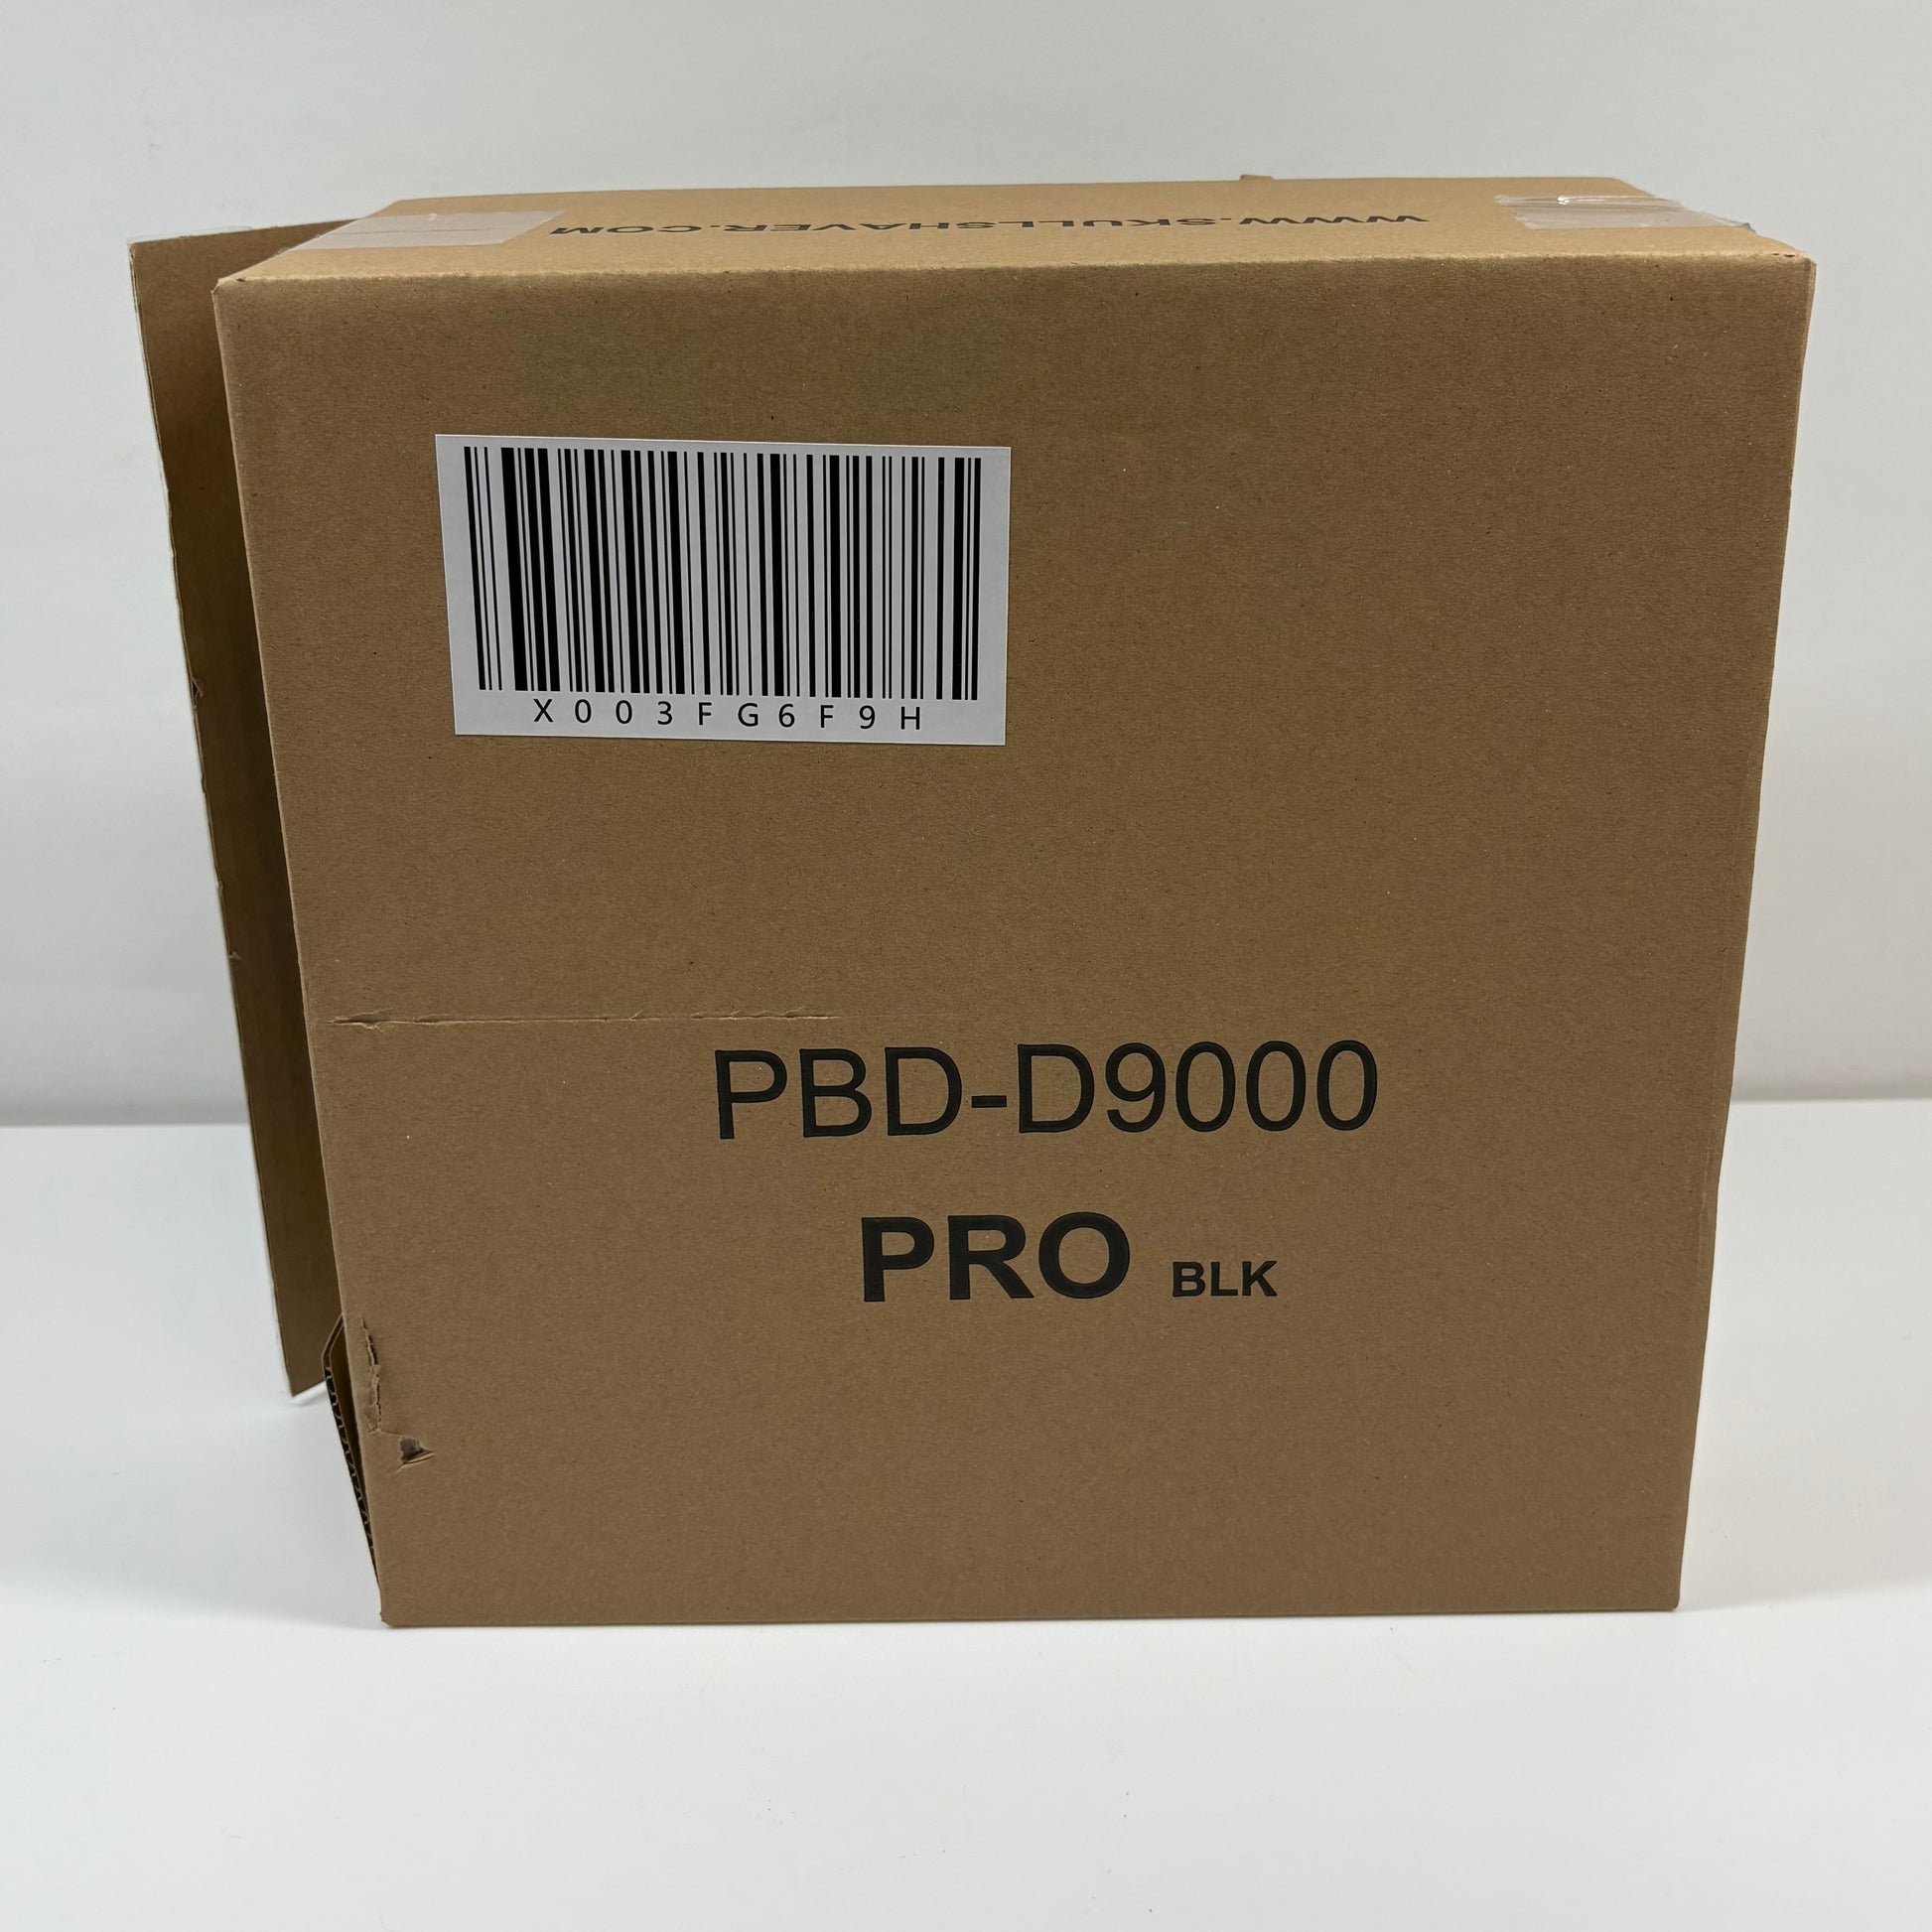 WWW.SKULLSHAVER.COM
X003FG6F9H
PBD-D9000
PRO BLK